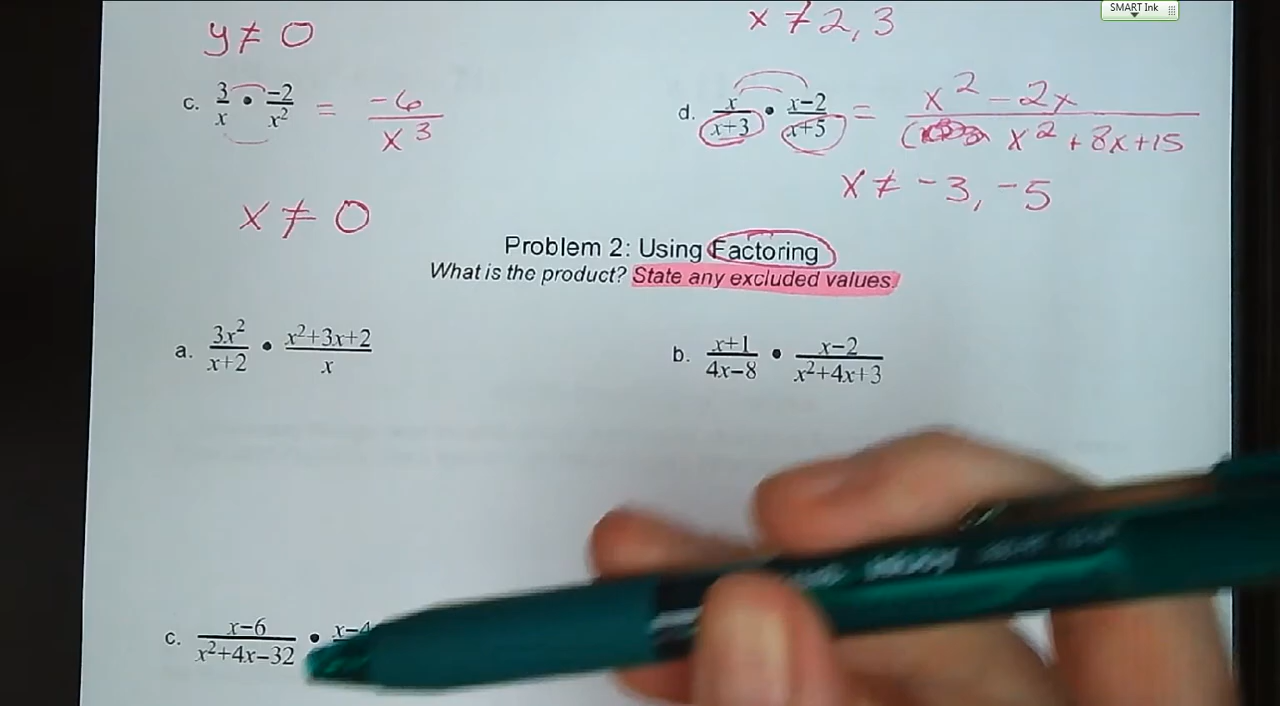 SMART Ink
y ≠ 0
x ≠ 2, 3
c. 3/x • -2/x² = -6/x³
d. x/x+3 • x-2/x+5 = x² - 2x/( x² + 8x + 15
x ≠ 0
x ≠ -3, -5
Problem 2: Using Factoring
What is the product? State any excluded values.
a. 3x²/x+2 • x²+3x+2/x
b. x+1/4x-8 • x-2/x²+4x+3
c. x-6/x²+4x-32 • x-4